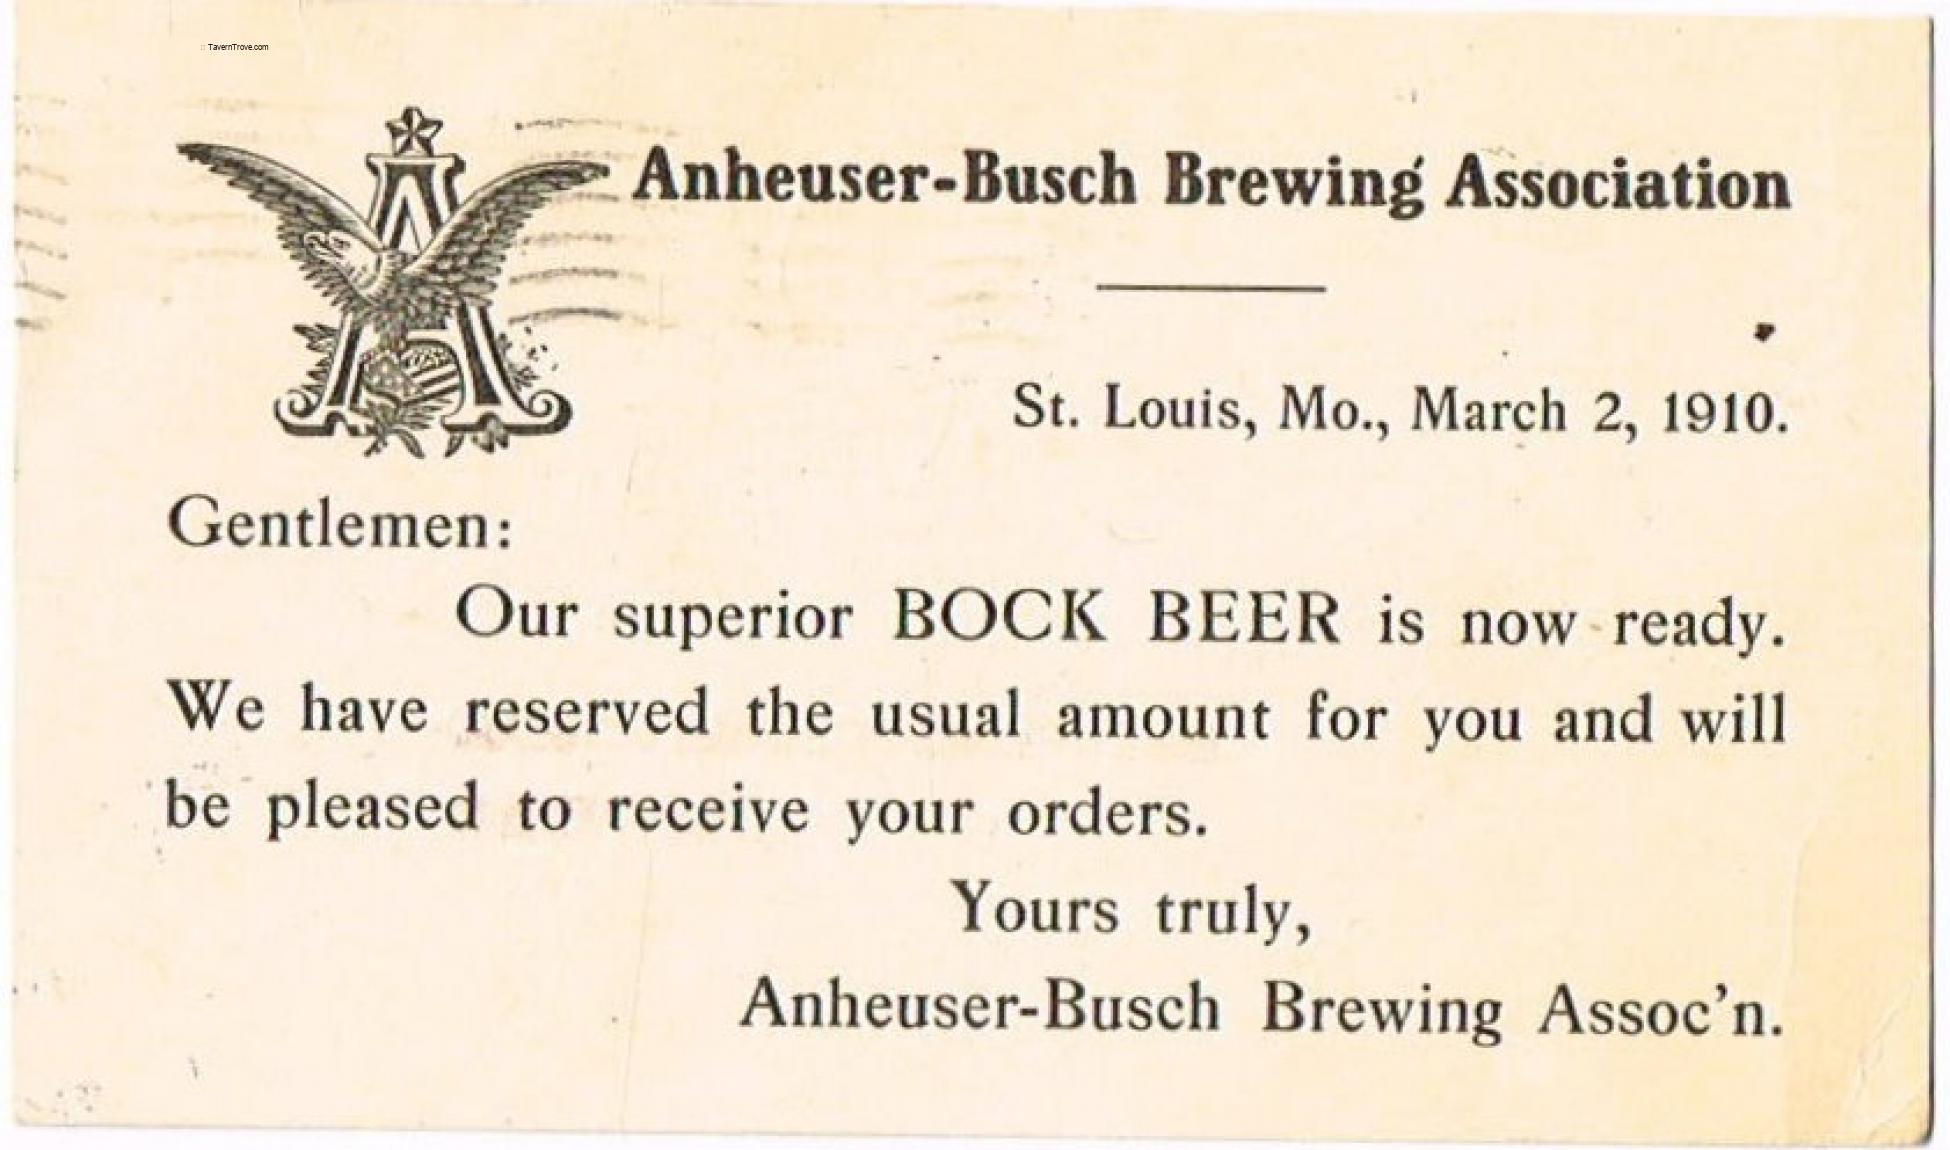 :: TavernTrove.com
Anheuser-Busch Brewing Association
St. Louis, Mo., March 2, 1910.
Gentlemen:
Our superior BOCK BEER is now ready.
We have reserved the usual amount for you and will
be pleased to receive your orders.
Yours truly,
Anheuser-Busch Brewing Assoc'n.